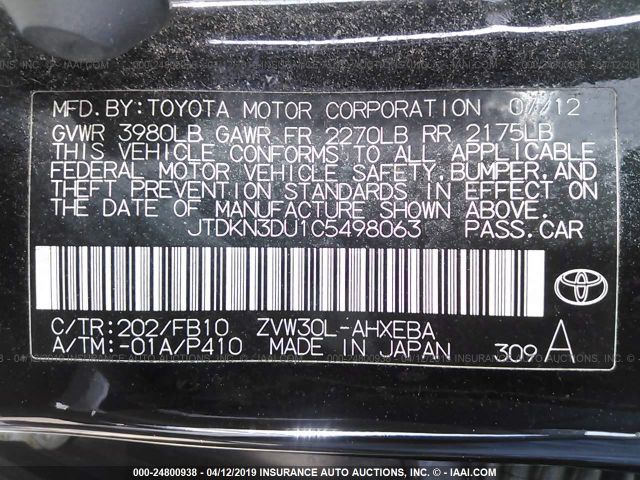 MFD.BY:TOYOTA MOTOR CORPORATION 07/12
GVWR 3980LB GAWR FR 2270LB RR 2175LB
THIS VEHICLE CONFORMS TO ALL APPLICABLE
FEDERAL MOTOR VEHICLE SAFETY,BUMPER,AND
THEFT PREVENTION STANDARDS IN EFFECT ON
THE DATE OF MANUFACTURE SHOWN ABOVE.
JTDKN3DU1C5498063 PASS.CAR
C/TR:202/FB10 ZVW30L-AHXEBA
A/TM:-01A/P410 MADE IN JAPAN 309 A
000-24800938 - 04/12/2019 INSURANCE AUTO AUCTIONS, INC. (C) - IAAI.COM